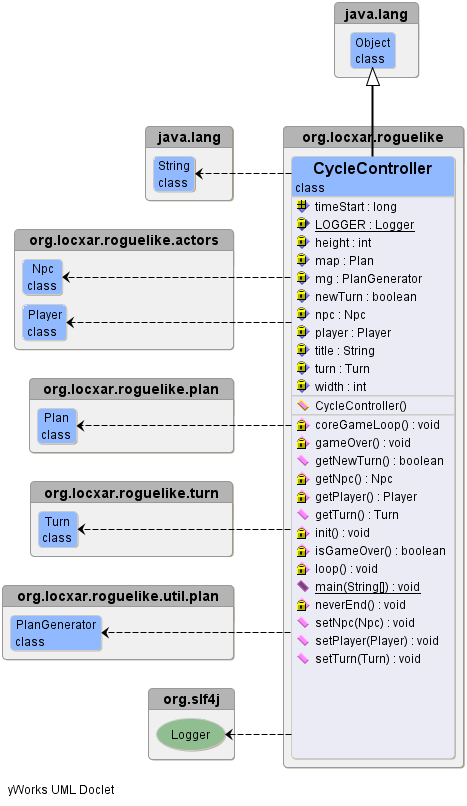 java.lang
Object
class
java.lang
String
class
org.locxar.roguelike.actors
Npc
class
Player
class
org.locxar.roguelike.plan
Plan
class
org.locxar.roguelike.turn
Turn
class
org.locxar.roguelike.util.plan
PlanGenerator
class
org.slf4j
Logger
org.locxar.roguelike
CycleController
class
timeStart : long
LOGGER : Logger
height : int
map : Plan
mg : PlanGenerator
newTurn : boolean
npc : Npc
player : Player
title : String
turn : Turn
width : int
CycleController()
coreGameLoop() : void
gameOver() : void
getNewTurn() : boolean
getNpc() : Npc
getPlayer() : Player
getTurn() : Turn
init() : void
isGameOver() : boolean
loop() : void
main(String[]) : void
neverEnd() : void
setNpc(Npc) : void
setPlayer(Player) : void
setTurn(Turn) : void
yWorks UML Doclet